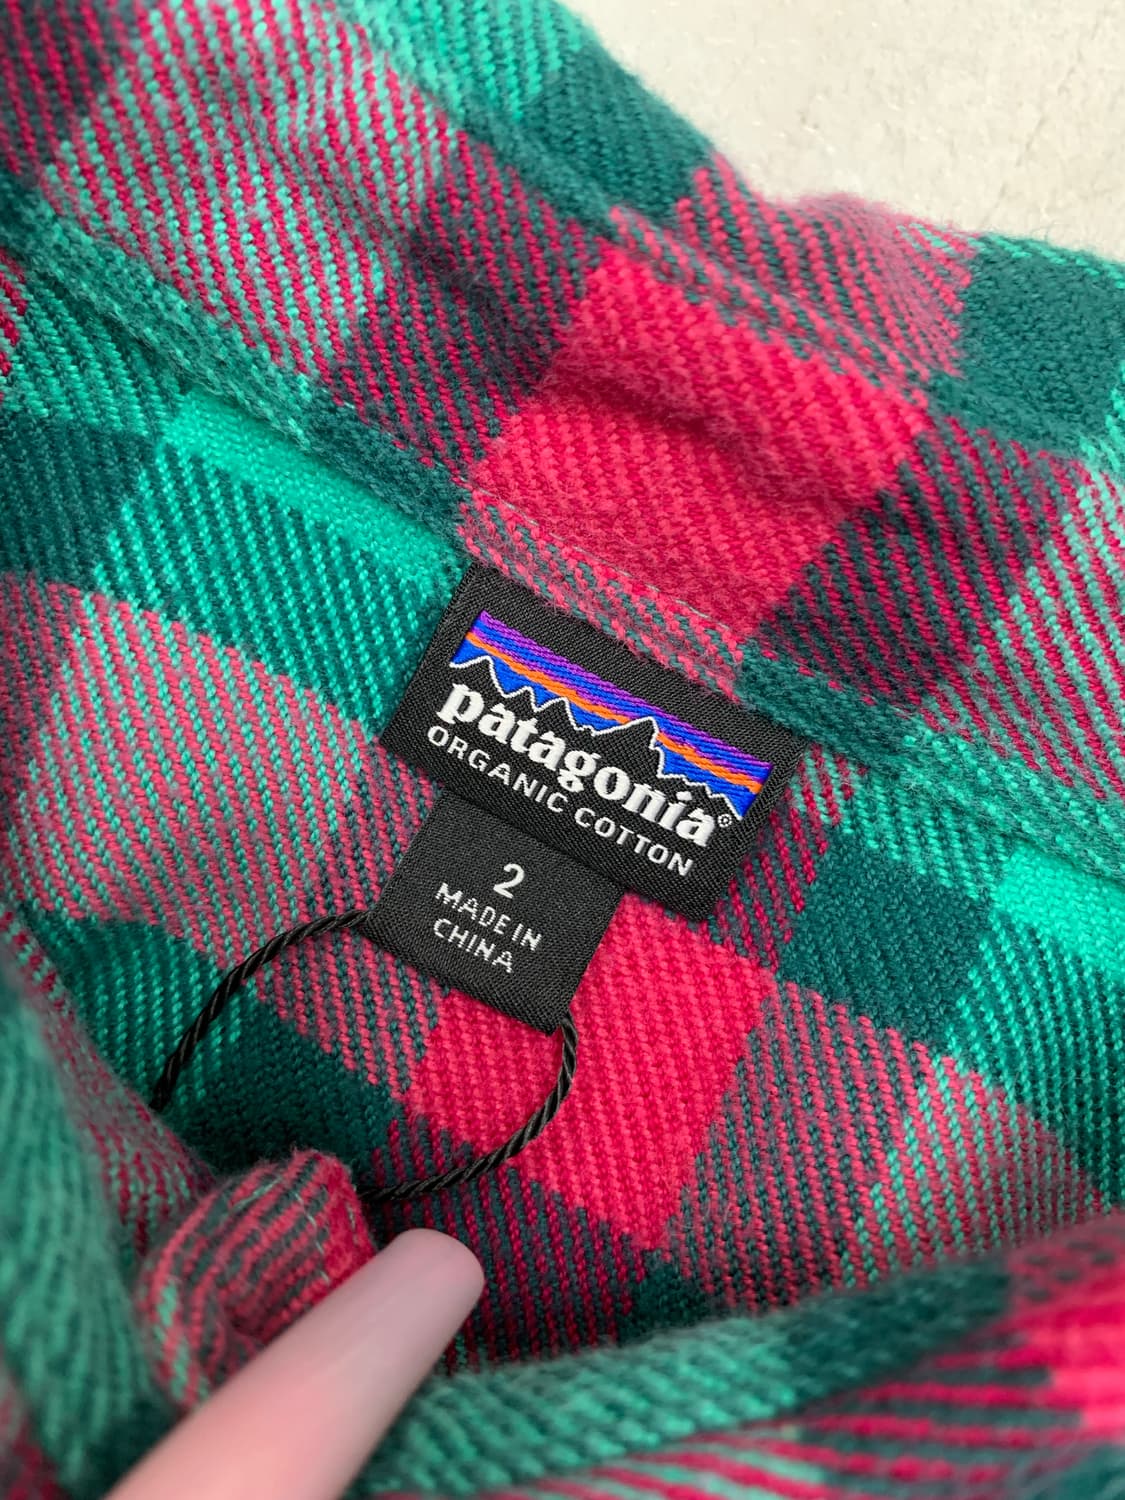 patagonia®
ORGANIC COTTON
2
MADE IN
CHINA